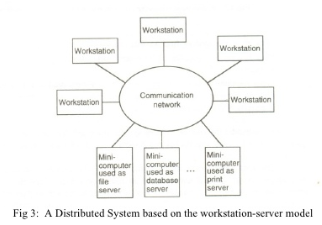 Workstation
Workstation
Workstation
Workstation
Communication
network
Workstation
Mini-
computer
used as
file
server
Mini-
computer
used as
database
server
...
Mini-
computer
used as
print
server
Fig 3: A Distributed System based on the workstation-server model